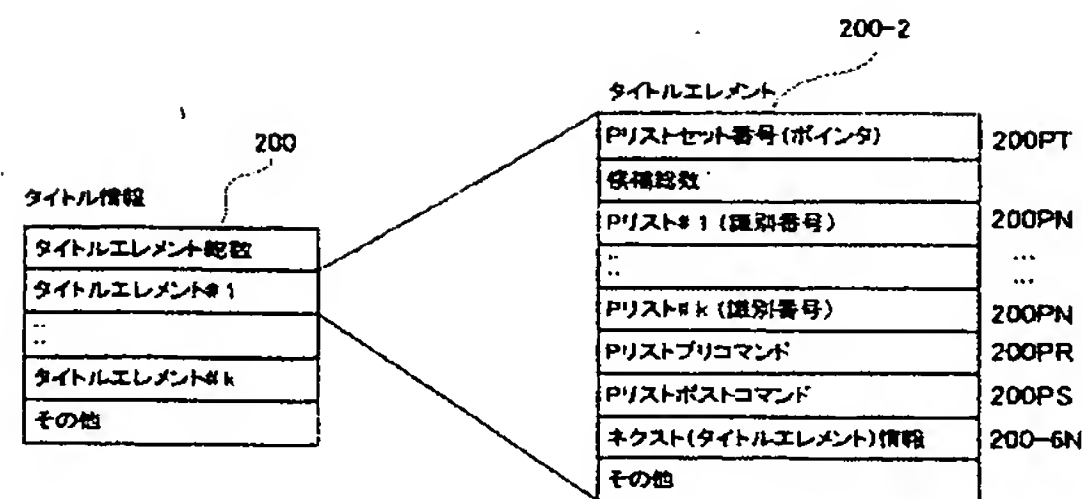 200-2
タイトルエレメント
Pリストセット番号(ポインタ) 200PT
候補総数
Pリスト#1(識別番号) 200PN
:: ...
...
Pリスト#k(識別番号) 200PN
Pリストプリコマンド 200PR
Pリストポストコマンド 200PS
ネクスト(タイトルエレメント)情報 200-6N
その他
200
タイトル情報
タイトルエレメント総数
タイトルエレメント#1
::
タイトルエレメント#k
その他